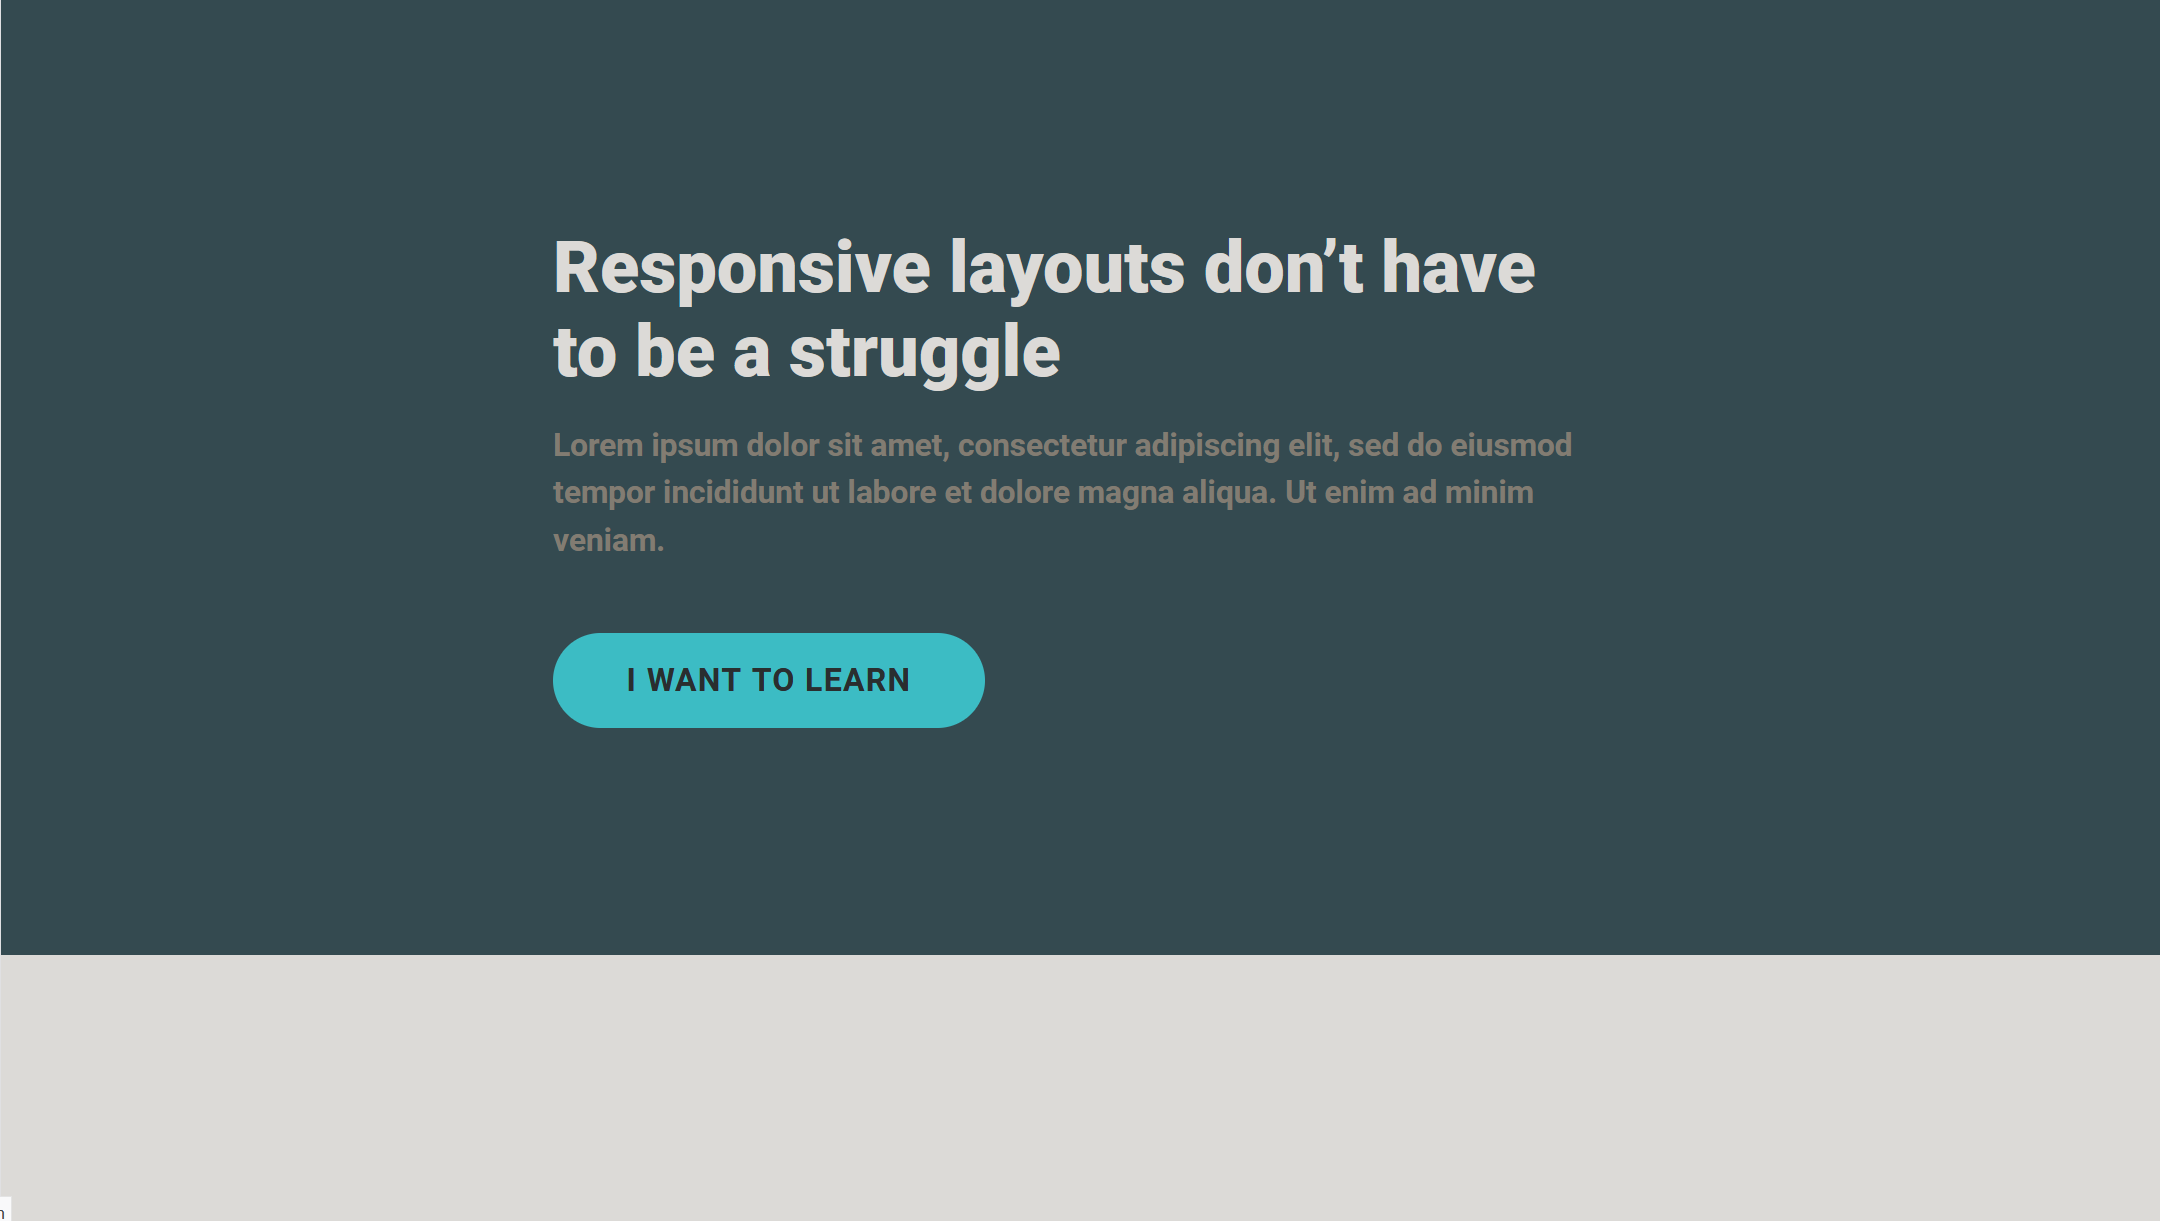 Responsive layouts don’t have
to be a struggle
Lorem ipsum dolor sit amet, consectetur adipiscing elit, sed do eiusmod
tempor incididunt ut labore et dolore magna aliqua. Ut enim ad minim
veniam.
I WANT TO LEARN